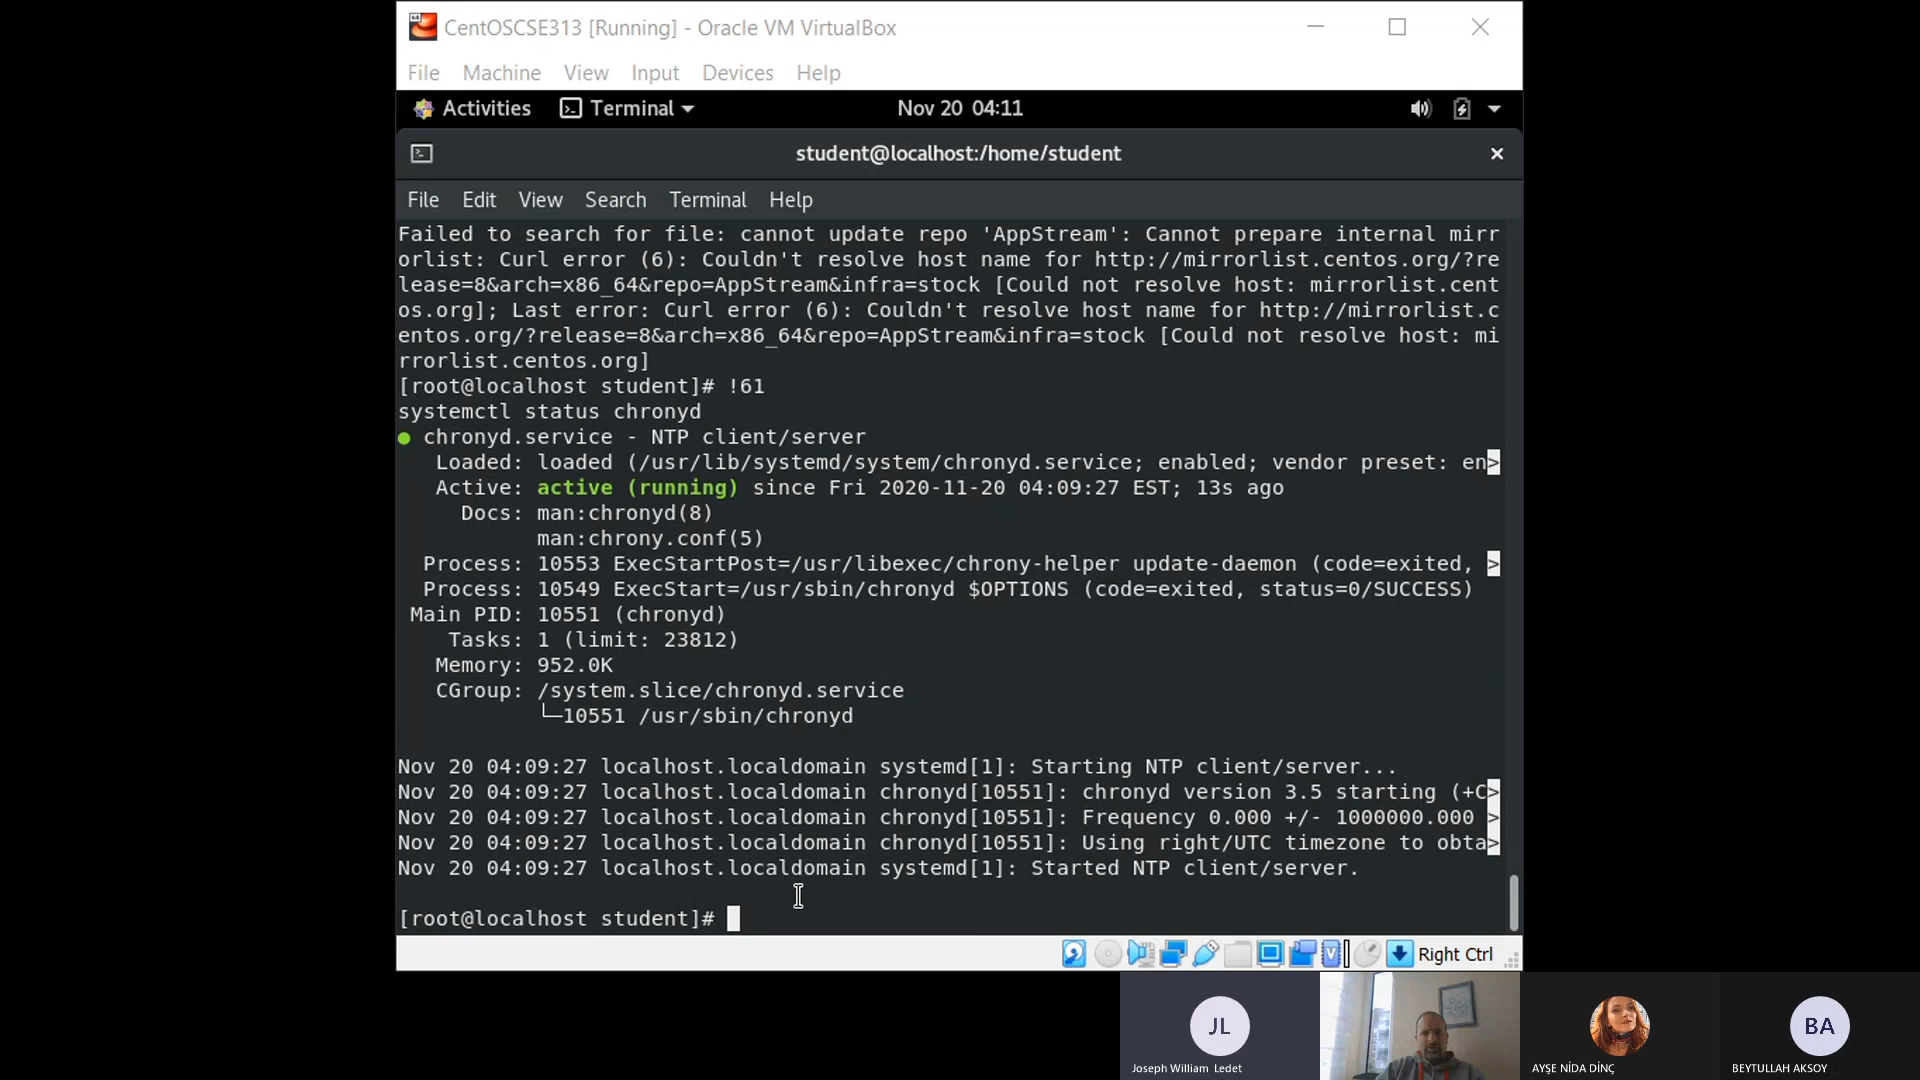 CentOSCSE313 [Running] - Oracle VM VirtualBox
File Machine View Input Devices Help
Activities Terminal Nov 20 04:11
student@localhost:/home/student
File Edit View Search Terminal Help
Failed to search for file: cannot update repo 'AppStream': Cannot prepare internal mirr
orlist: Curl error (6): Couldn't resolve host name for http://mirrorlist.centos.org/?re
lease=8&arch=x86_64&repo=AppStream&infra=stock [Could not resolve host: mirrorlist.cent
os.org]; Last error: Curl error (6): Couldn't resolve host name for http://mirrorlist.c
entos.org/?release=8&arch=x86_64&repo=AppStream&infra=stock [Could not resolve host: mi
rrorlist.centos.org]
[root@localhost student]# !61
systemctl status chronyd
● chronyd.service - NTP client/server
Loaded: loaded (/usr/lib/systemd/system/chronyd.service; enabled; vendor preset: en>
Active: active (running) since Fri 2020-11-20 04:09:27 EST; 13s ago
Docs: man:chronyd(8)
man:chrony.conf(5)
Process: 10553 ExecStartPost=/usr/libexec/chrony-helper update-daemon (code=exited, >
Process: 10549 ExecStart=/usr/sbin/chronyd $OPTIONS (code=exited, status=0/SUCCESS)
Main PID: 10551 (chronyd)
Tasks: 1 (limit: 23812)
Memory: 952.0K
CGroup: /system.slice/chronyd.service
└─10551 /usr/sbin/chronyd
Nov 20 04:09:27 localhost.localdomain systemd[1]: Starting NTP client/server...
Nov 20 04:09:27 localhost.localdomain chronyd[10551]: chronyd version 3.5 starting (+C>
Nov 20 04:09:27 localhost.localdomain chronyd[10551]: Frequency 0.000 +/- 1000000.000 >
Nov 20 04:09:27 localhost.localdomain chronyd[10551]: Using right/UTC timezone to obta>
Nov 20 04:09:27 localhost.localdomain systemd[1]: Started NTP client/server.
[root@localhost student]#
Right Ctrl
JL
BA
Joseph William Ledet
AYŞE NİDA DİNÇ
BEYTULLAH AKSOY